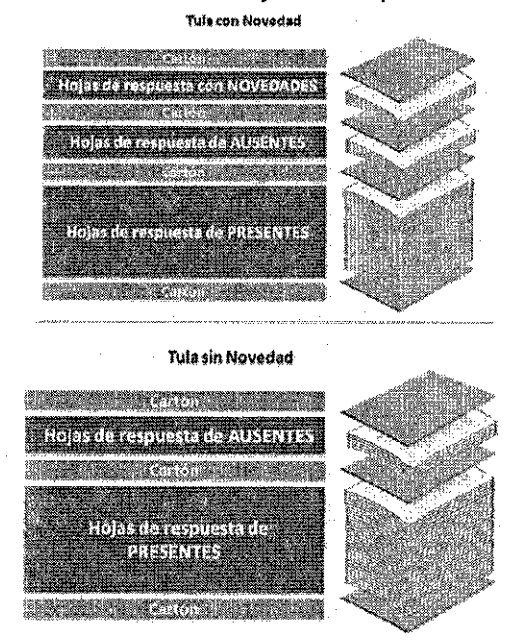 Tula con Novedad
Cartón
Hojas de respuesta con NOVEDADES
Cartón
Hojas de respuesta de AUSENTES
Cartón
Hojas de respuesta de PRESENTES
Cartón
Tula sin Novedad
Cartón
Hojas de respuesta de AUSENTES
Cartón
Hojas de respuesta de
PRESENTES
Cartón